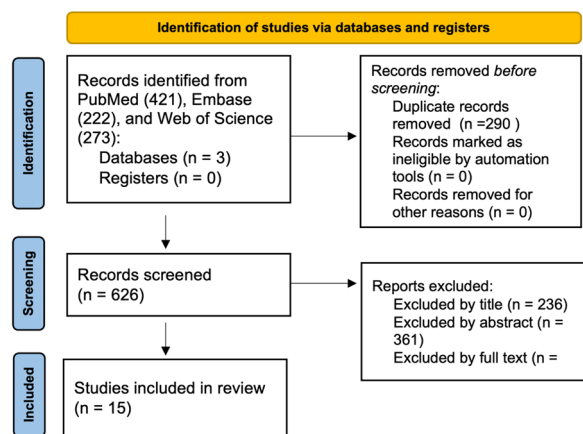 Identification of studies via databases and registers
Identification
Records identified from
PubMed (421), Embase
(222), and Web of Science
(273):
Databases (n = 3)
Registers (n = 0)
Records removed before
screening:
Duplicate records
removed (n =290 )
Records marked as
ineligible by automation
tools (n = 0)
Records removed for
other reasons (n = 0)
Screening
Records screened
(n = 626)
Reports excluded:
Excluded by title (n = 236)
Excluded by abstract (n =
361)
Excluded by full text (n =
Included
Studies included in review
(n = 15)